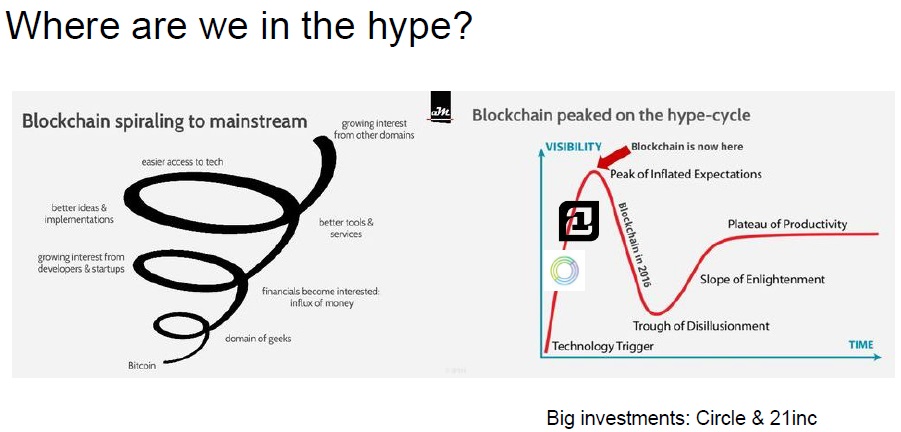 Where are we in the hype?
Blockchain spiraling to mainstream
growing interest
from other domains
easier access to tech
better ideas &
implementations
better tools &
services
growing interest from
developers & startups
financials become interested:
influx of money
domain of geeks
Bitcoin
Blockchain peaked on the hype-cycle
VISIBILITY
Blockchain is now here
Peak of Inflated Expectations
Blockchain in 2016
Plateau of Productivity
Slope of Enlightenment
Trough of Disillusionment
Technology Trigger
TIME
Big investments: Circle & 21inc